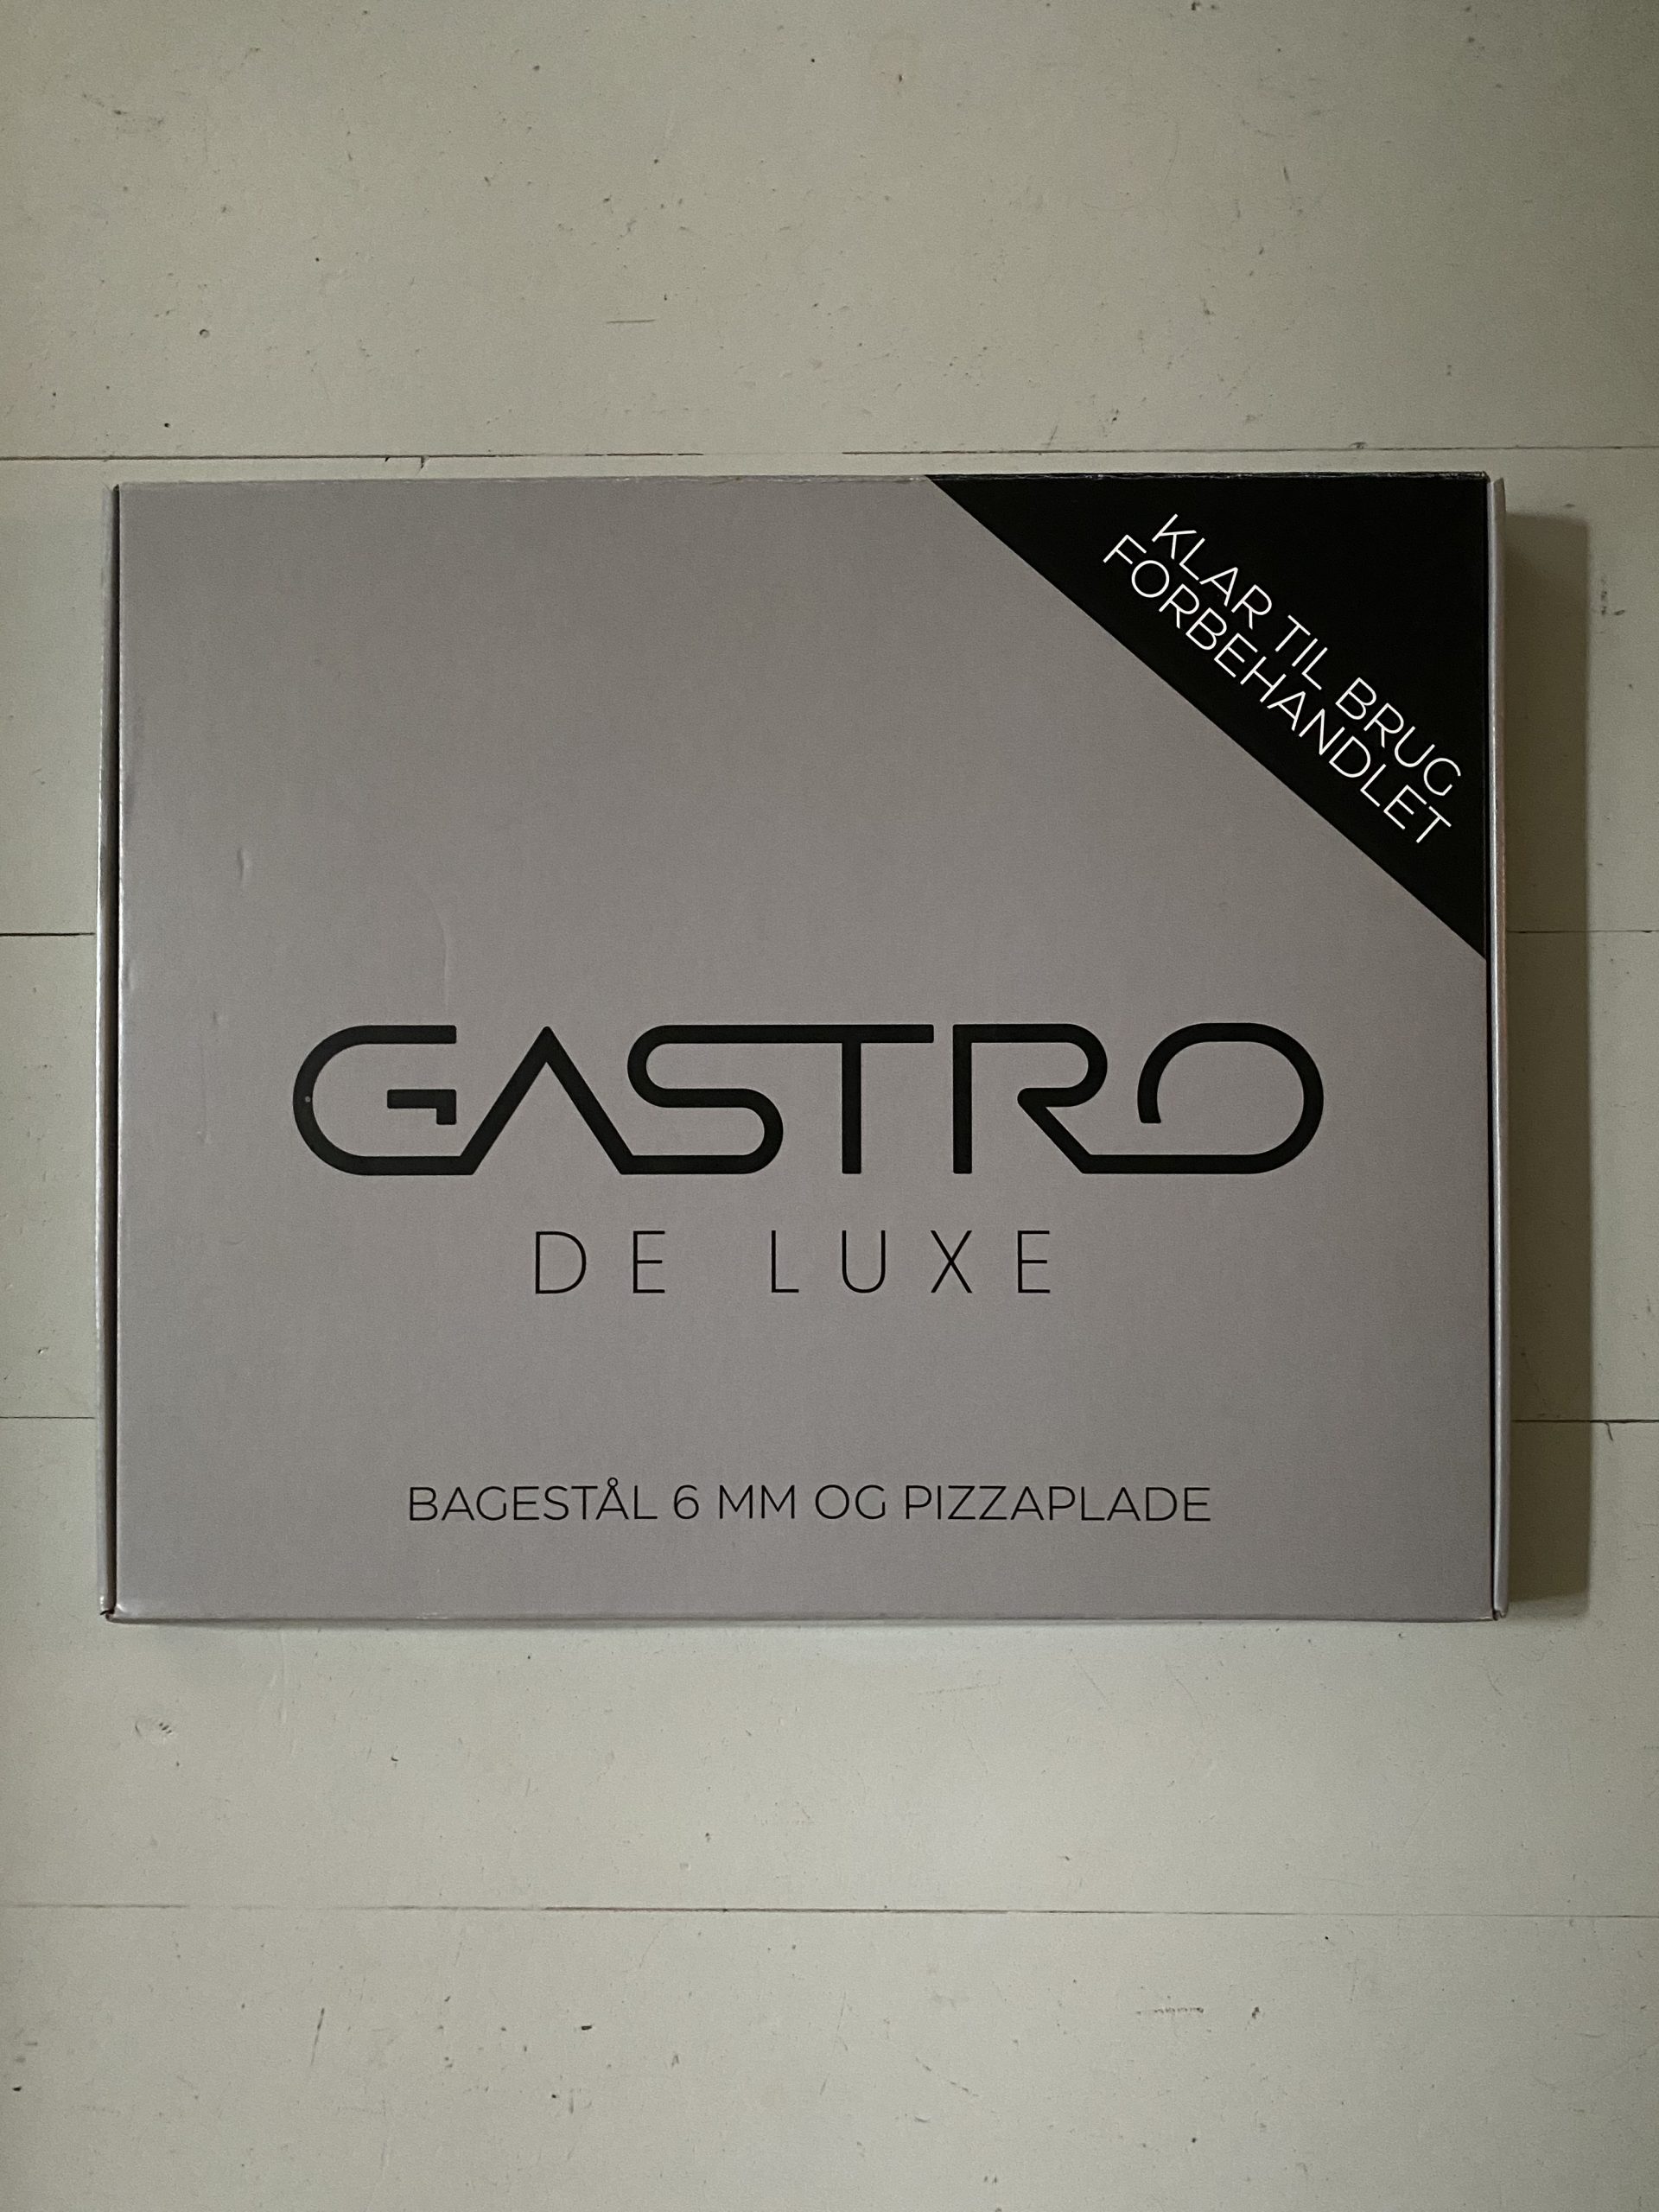 KLAR TIL BRUG
FORBEHANDLET
GASTRO
DE LUXE
BAGESTÅL 6 MM OG PIZZAPLADE